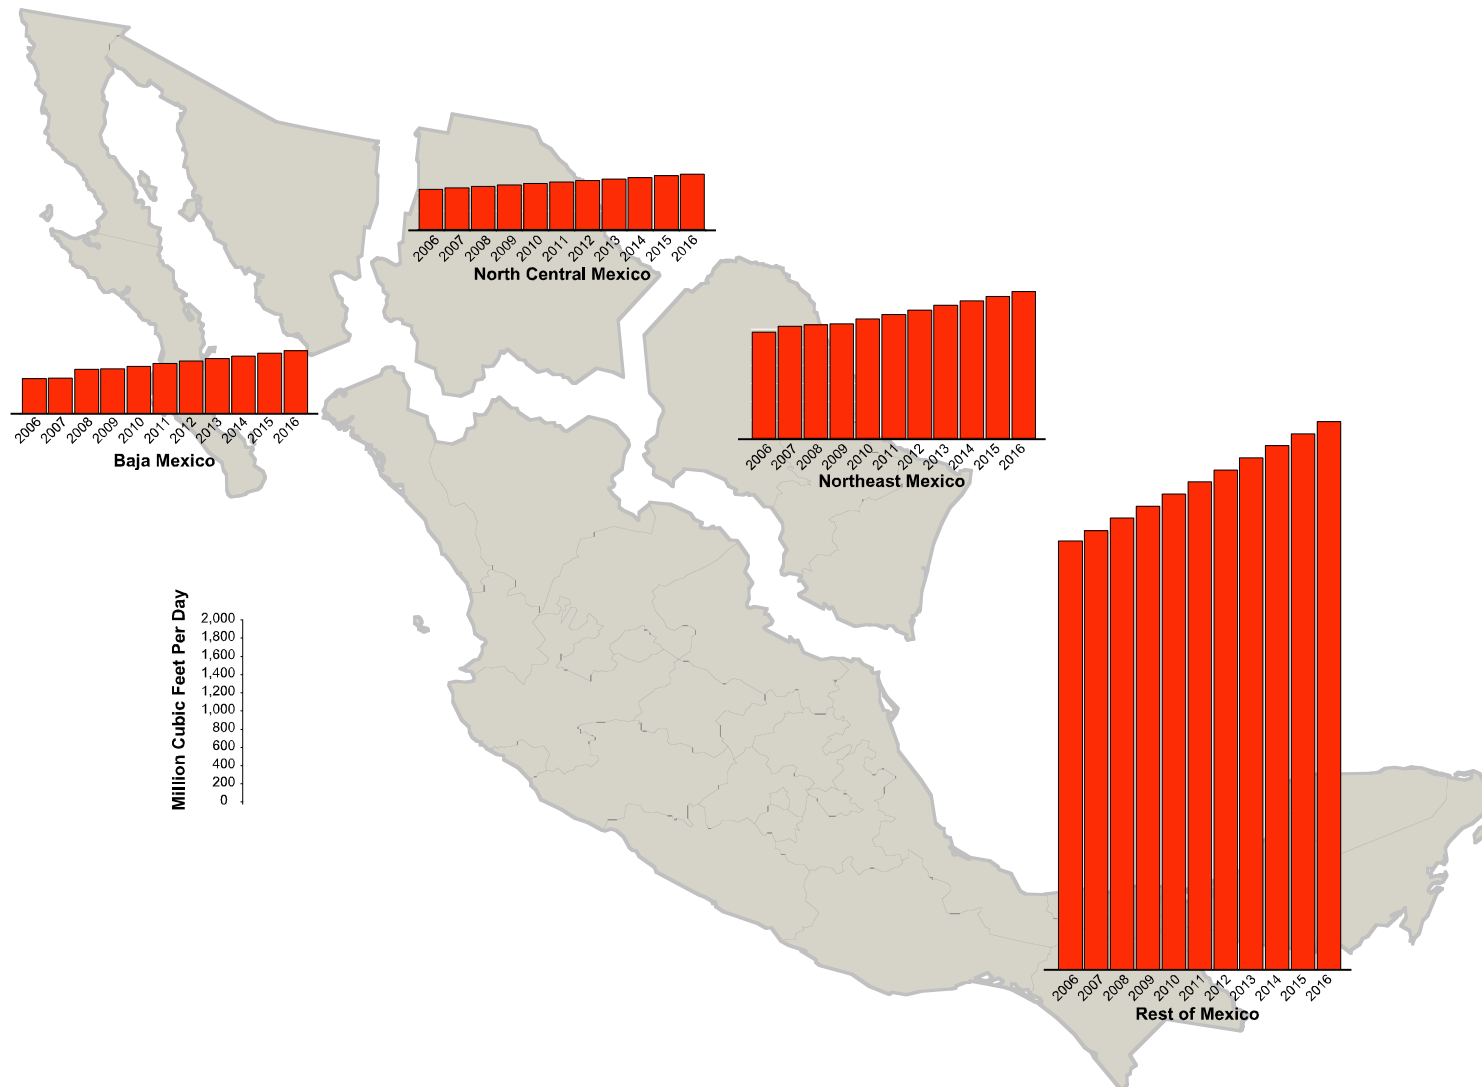 2006 2007 2008 2009 2010 2011 2012 2013 2014 2015 2016
North Central Mexico
2006 2007 2008 2009 2010 2011 2012 2013 2014 2015 2016
Baja Mexico
2006 2007 2008 2009 2010 2011 2012 2013 2014 2015 2016
Northeast Mexico
Million Cubic Feet Per Day
2,000
1,800
1,600
1,400
1,200
1,000
800
600
400
200
0
2006 2007 2008 2009 2010 2011 2012 2013 2014 2015 2016
Rest of Mexico